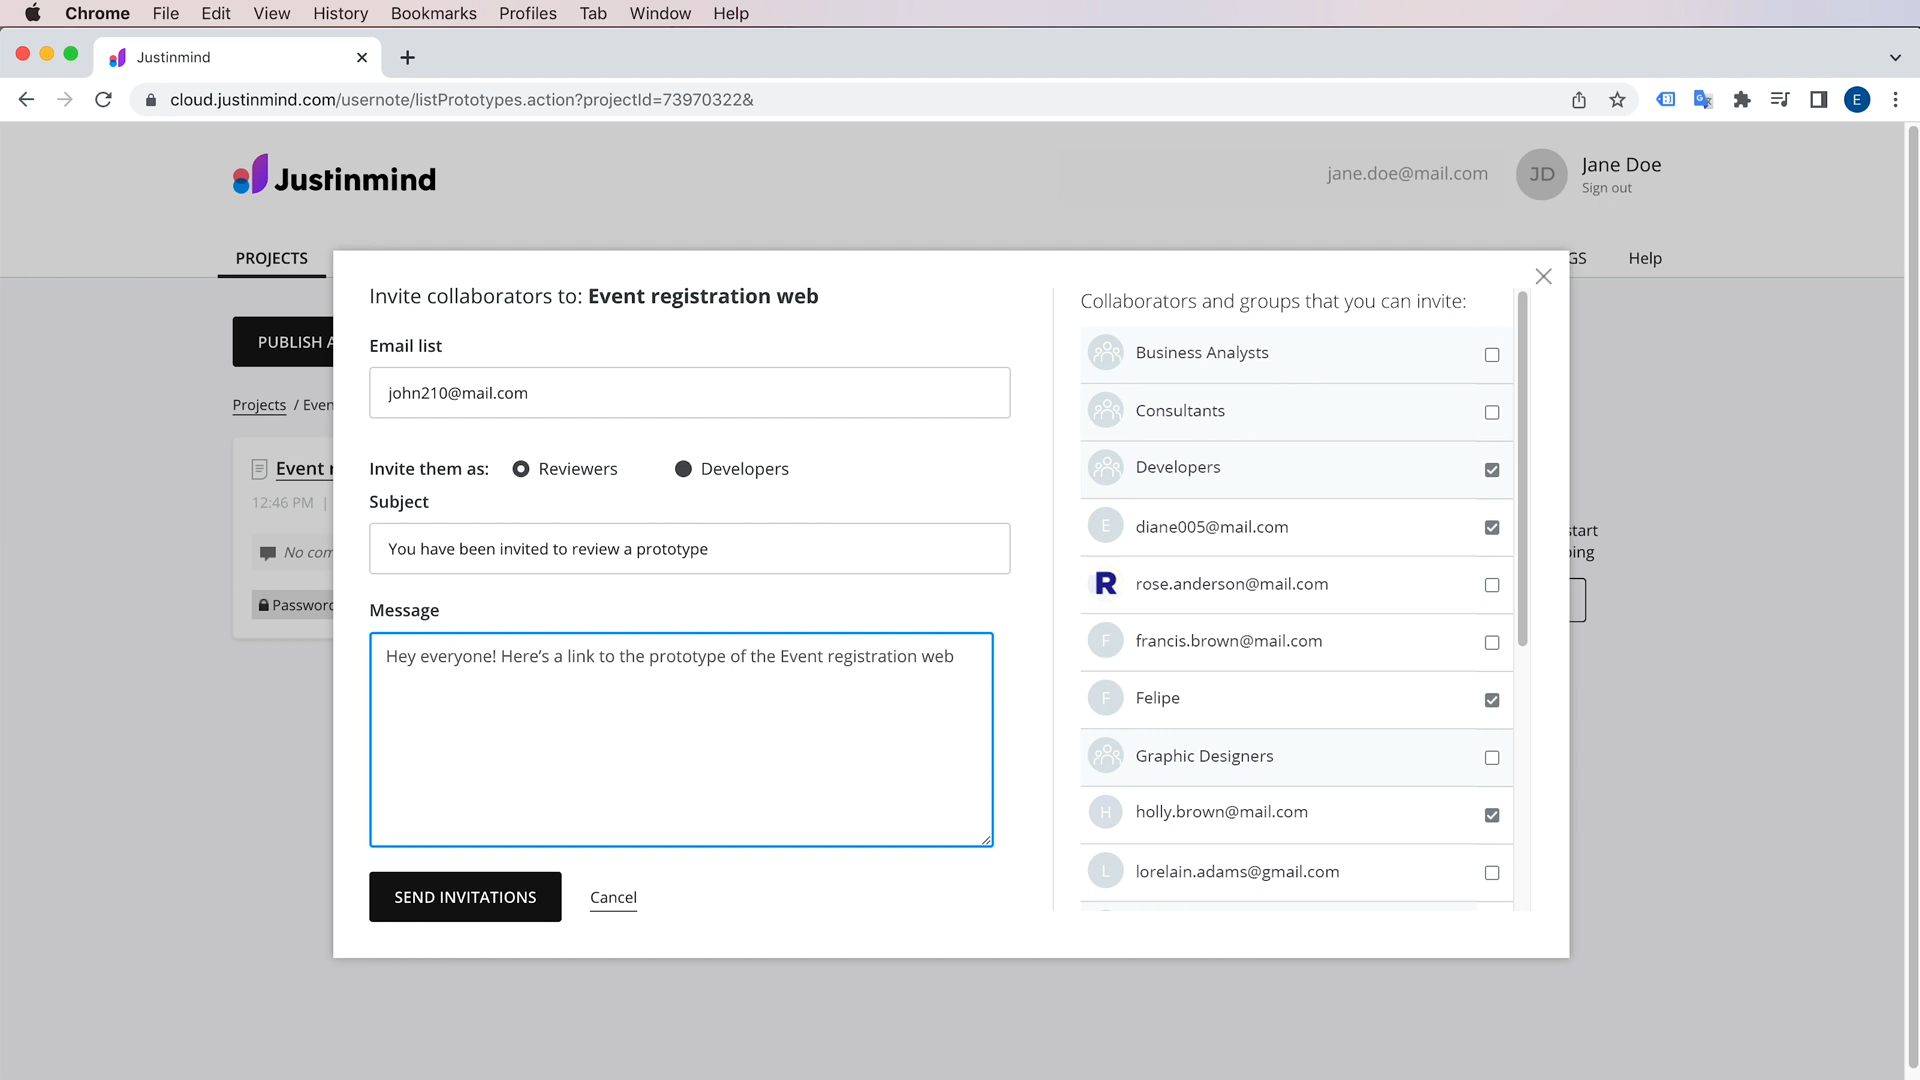 Chrome File Edit View History Bookmarks Profiles Tab Window Help
Justinmind
cloud.justinmind.com/usernote/listPrototypes.action?projectId=73970322&
E
Justinmind
jane.doe@mail.com
JD
Jane Doe
Sign out
PROJECTS
GS
Help
PUBLISH A
Projects / Even
Event r
12:46 PM |
No com
Password
start
ping
Invite collaborators to: Event registration web
Email list
john210@mail.com
Invite them as: Reviewers Developers
Subject
You have been invited to review a prototype
Message
Hey everyone! Here's a link to the prototype of the Event registration web
SEND INVITATIONS
Cancel
Collaborators and groups that you can invite:
Business Analysts
Consultants
Developers
E diane005@mail.com
R rose.anderson@mail.com
F francis.brown@mail.com
F Felipe
Graphic Designers
H holly.brown@mail.com
L lorelain.adams@gmail.com